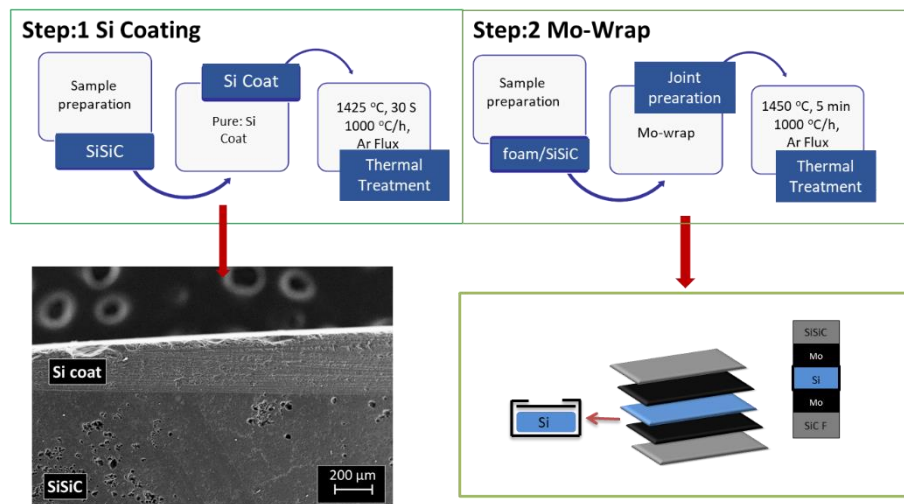 Step:1 Si Coating
Sample
preparation
SiSiC
Si Coat
Pure: Si
Coat
1425 °C, 30 S
1000 °C/h,
Ar Flux
Thermal
Treatment
Step:2 Mo-Wrap
Sample
preparation
foam/SiSiC
Joint
prearation
Mo-wrap
1450 °C, 5 min
1000 °C/h,
Ar Flux
Thermal
Treatment
Si coat
SiSiC
200 µm
Si
SiSiC
Mo
Si
Mo
SiC F